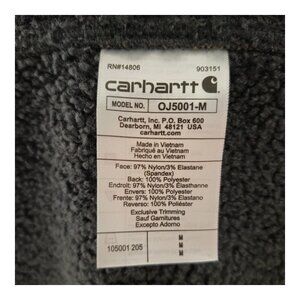 RN#14806 903151
carhartt
MODEL NO. OJ5001-M
Carhartt, Inc. P.O. Box 600
Dearborn, MI 48121 USA
carhartt.com
Made in Vietnam
Fabriqué au Vietnam
Hecho en Vietnam
Face: 97% Nylon/3% Elastane
(Spandex)
Back: 100% Polyester
Endroit: 97% Nylon/3% Elastane
Envers: 100% Polyester
Frente: 97% Nylon/3% Elastane
Reverso: 100% Poliéster
Exclusive Trimming
Sauf Garnitures
Excepto Adorno
M
105001 205 M
M